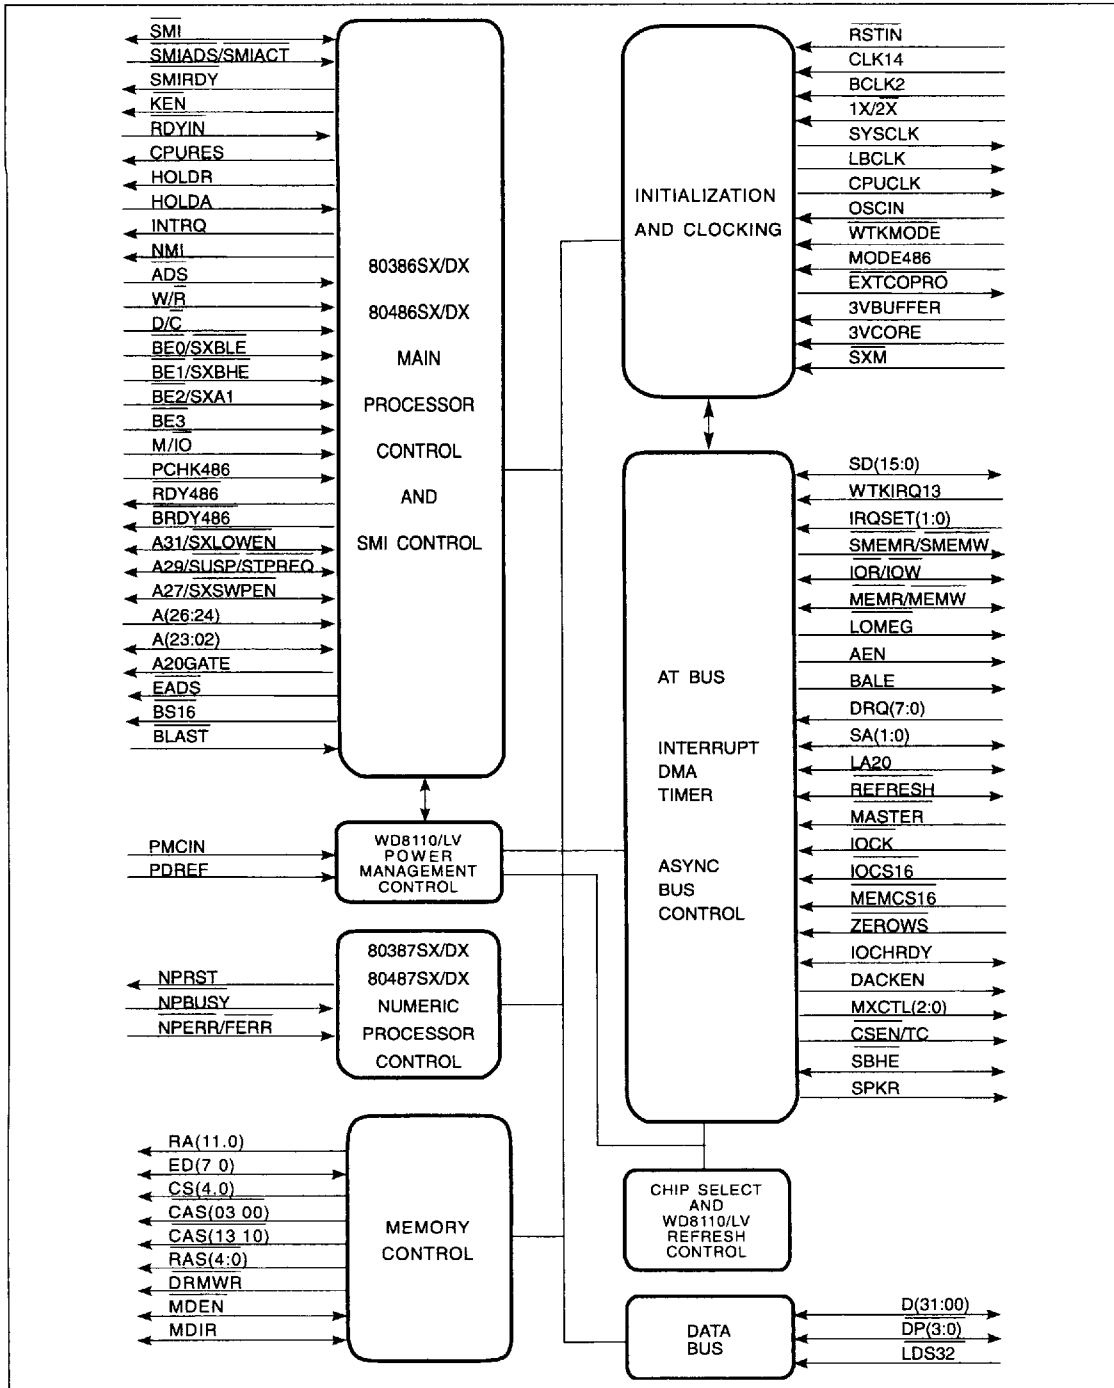 SMI
SMIADS/SMIACT
SMIRDY
KEN
RDYIN
CPURES
HOLDR
HOLDA
INTRQ
NMI
ADS
W/R
D/C
BE0/SXBLE
BE1/SXBHE
BE2/SXA1
BE3
M/IO
PCHK486
RDY486
BRDY486
A31/SXLOWEN
A29/SUSP/STPREQ
A27/SXSWPEN
A(26:24)
A(23:02)
A20GATE
EADS
BS16
BLAST
80386SX/DX
80486SX/DX
MAIN
PROCESSOR
CONTROL
AND
SMI CONTROL
PMCIN
PDREF
WD8110/LV
POWER
MANAGEMENT
CONTROL
NPRST
NPBUSY
NPERR/FERR
80387SX/DX
80487SX/DX
NUMERIC
PROCESSOR
CONTROL
RA(11.0)
ED(7 0)
CS(4.0)
CAS(03 00)
CAS(13 10)
RAS(4:0)
DRMWR
MDEN
MDIR
MEMORY
CONTROL
INITIALIZATION
AND CLOCKING
RSTIN
CLK14
BCLK2
1X/2X
SYSCLK
LBCLK
CPUCLK
OSCIN
WTKMODE
MODE486
EXTCOPRO
3VBUFFER
3VCORE
SXM
AT BUS
INTERRUPT
DMA
TIMER
ASYNC
BUS
CONTROL
SD(15:0)
WTKIRQ13
IRQSET(1:0)
SMEMR/SMEMW
IOR/IOW
MEMR/MEMW
LOMEG
AEN
BALE
DRQ(7:0)
SA(1:0)
LA20
REFRESH
MASTER
IOCK
IOCS16
MEMCS16
ZEROWS
IOCHRDY
DACKEN
MXCTL(2:0)
CSEN/TC
SBHE
SPKR
CHIP SELECT
AND
WD8110/LV
REFRESH
CONTROL
DATA
BUS
D(31:00)
DP(3:0)
LDS32